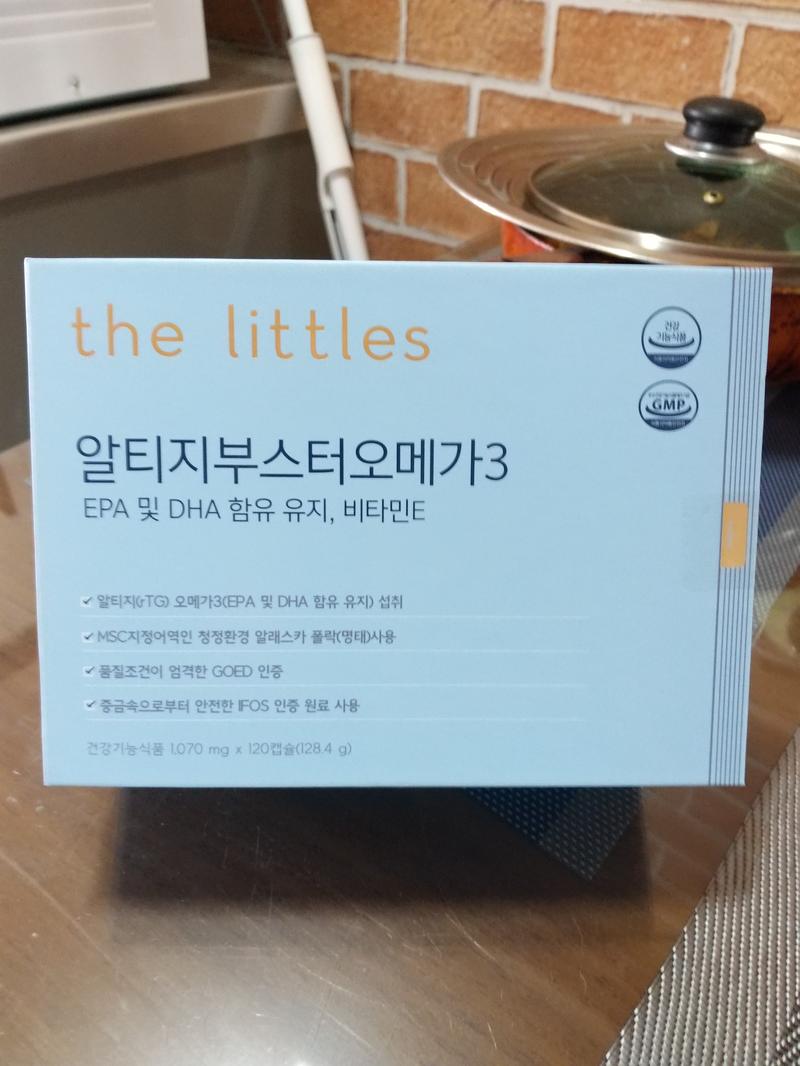 the littles
건강
기능식품
GMP
알티지부스터오메가3
EPA 및 DHA 함유 유지, 비타민E
알티지(rTG) 오메가3(EPA 및 DHA 함유 유지) 섭취
MSC지정어역인 청정환경 알래스카 폴락(명태)사용
품질조건이 엄격한 GOED 인증
중금속으로부터 안전한 IFOS 인증 원료 사용
건강기능식품 1,070 mg x 120캡슐(128.4 g)